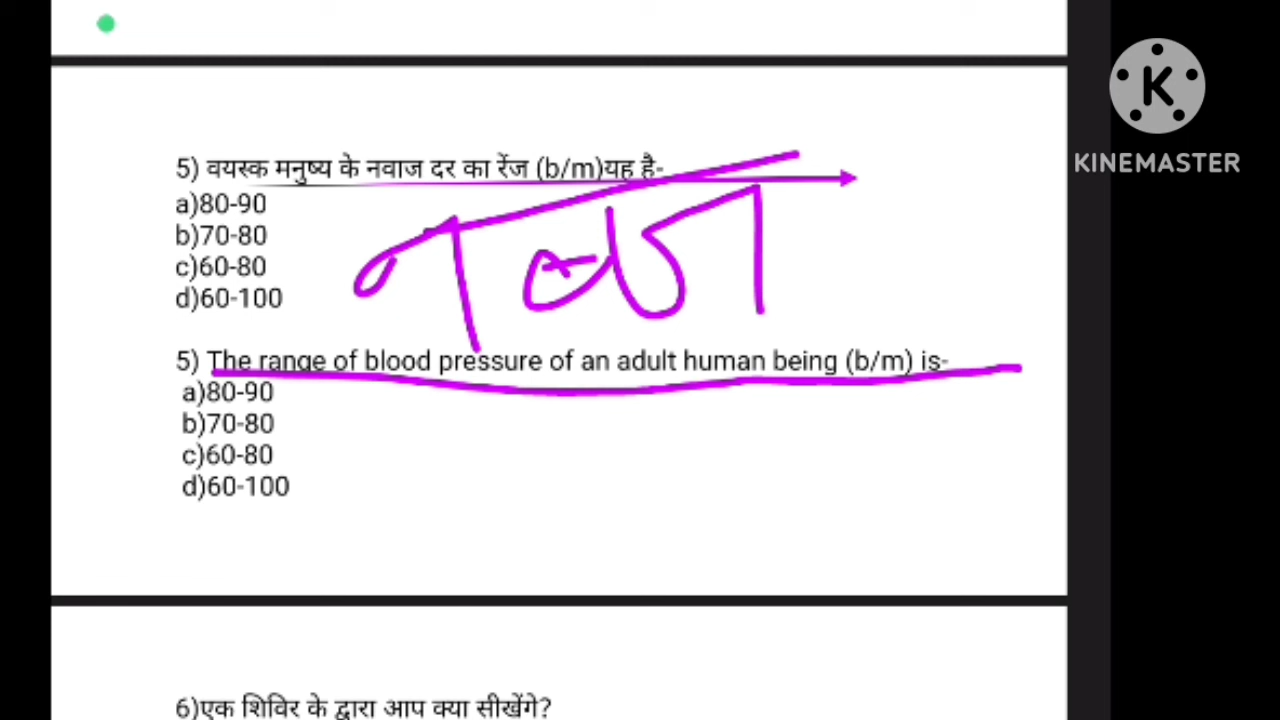 5) वयस्क मनुष्य के नवाज दर का रेंज (b/m)यह है-
a)80-90
b)70-80
c)60-80
d)60-100
5) The range of blood pressure of an adult human being (b/m) is-
a)80-90
b)70-80
c)60-80
d)60-100
6)एक शिविर के द्वारा आप क्या सीखेंगे?
K
KINEMASTER